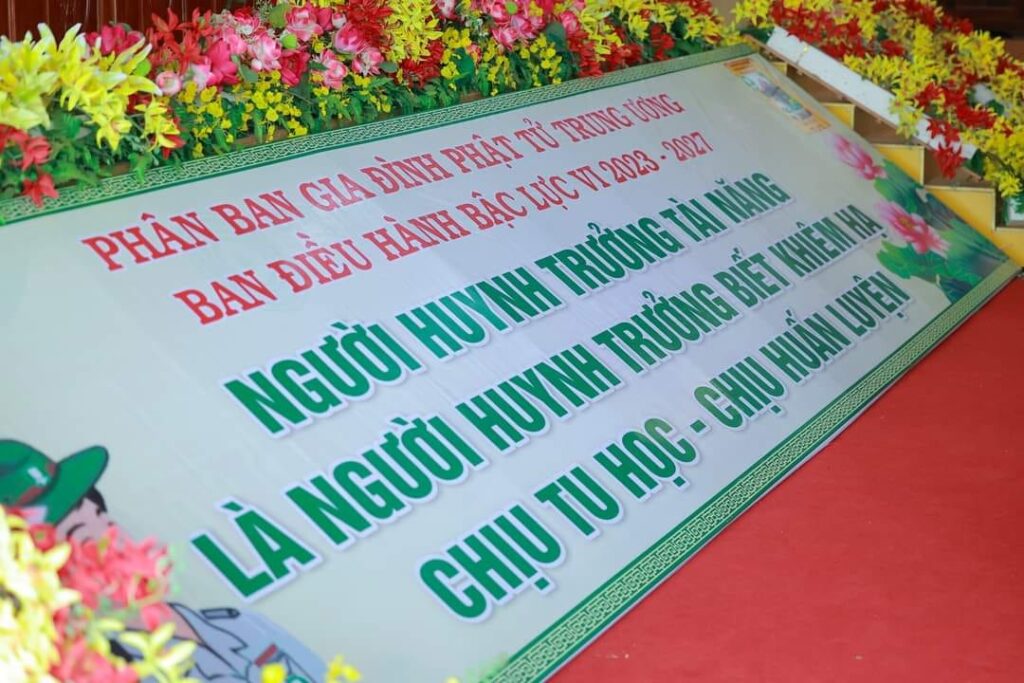 PHÂN BAN GIA ĐÌNH PHẬT TỬ TRUNG ƯƠNG
BAN ĐIỀU HÀNH BẬC LỰC VI 2023 - 2027
NGƯỜI HUYNH TRƯỞNG TÀI NĂNG
LÀ NGƯỜI HUYNH TRƯỞNG BIẾT KHIÊM HẠ
CHỊU TU HỌC - CHỊU HUẤN LUYỆN